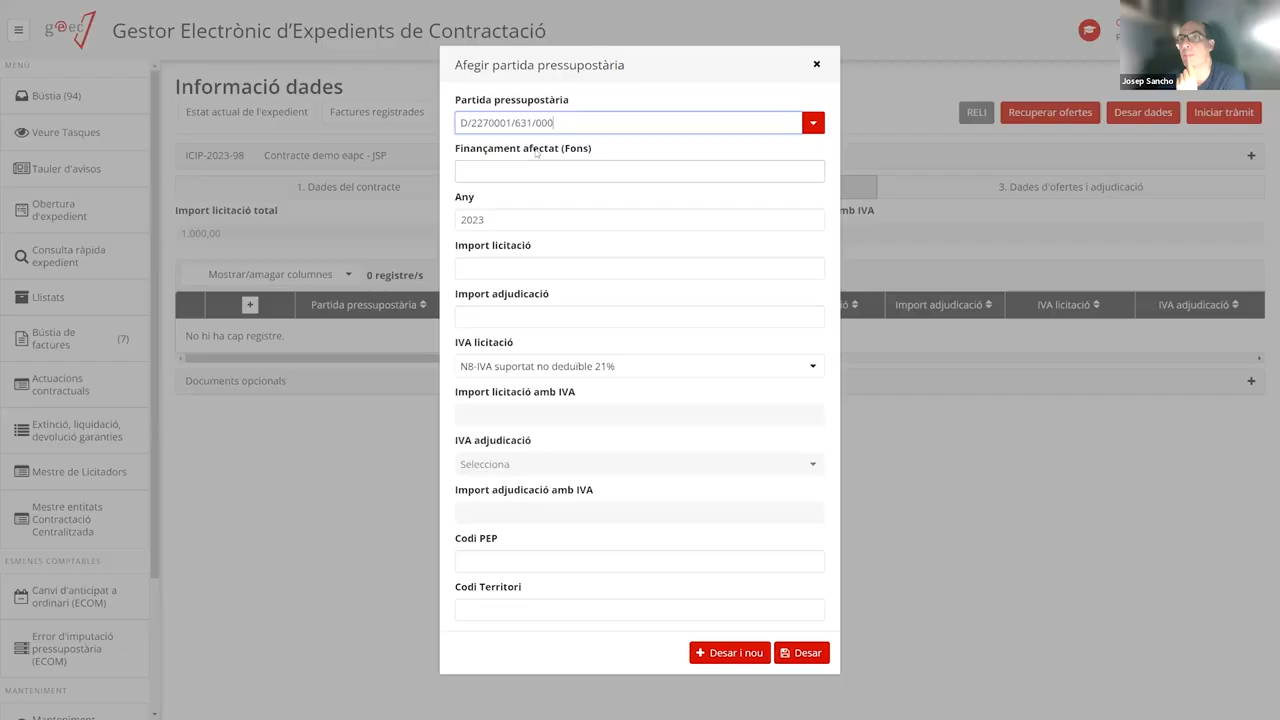 g@ec
Gestor Electrònic d'Expedients de Contractació
Josep Sancho
MENÚ
Bústia (94)
Veure Tasques
Tauler d'avisos
Obertura
d'expedient
Consulta ràpida
expedient
Llistats
Bústia de
factures
(7)
Actuacions
contractuals
Extinció, liquidació,
devolució garanties
Mestre de Licitadors
Mestre entitats
Contractació
Centralitzada
ESMENES COMPTABLES
Canvi d'anticipat a
ordinari (ECOM)
Error d'imputació
pressupostària
(ECOM)
MANTENIMENT
Manteniment
Informació dades
Estat actual de l'expedient
Factures registrades
RELI
Recuperar ofertes
Desar dades
Iniciar tràmit
ICIP-2023-98
Contracte demo eapc - JSP
1. Dades del contracte
3. Dades d'ofertes i adjudicació
Import licitació total
mb IVA
1.000,00
Mostrar/amagar columnes
0 registre/s
Partida pressupostària
ió
Import adjudicació
IVA licitació
IVA adjudicació
No hi ha cap registre.
Documents opcionals
Afegir partida pressupostària
Partida pressupostària
D/2270001/631/000
Finançament afectat (Fons)
Any
2023
Import licitació
Import adjudicació
IVA licitació
N8-IVA suportat no deduïble 21%
Import licitació amb IVA
IVA adjudicació
Selecciona
Import adjudicació amb IVA
Codi PEP
Codi Territori
Desar i nou
Desar